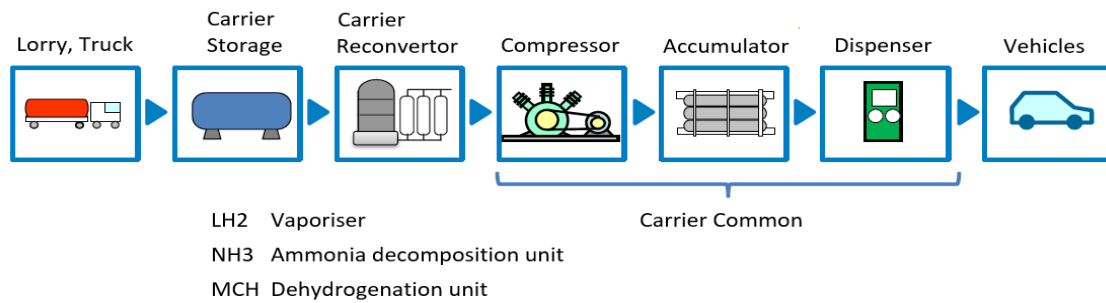 Lorry, Truck
Carrier
Storage
Carrier
Reconvertor
Compressor
Accumulator
Dispenser
Vehicles
LH2 Vaporiser
NH3 Ammonia decomposition unit
MCH Dehydrogenation unit
Carrier Common